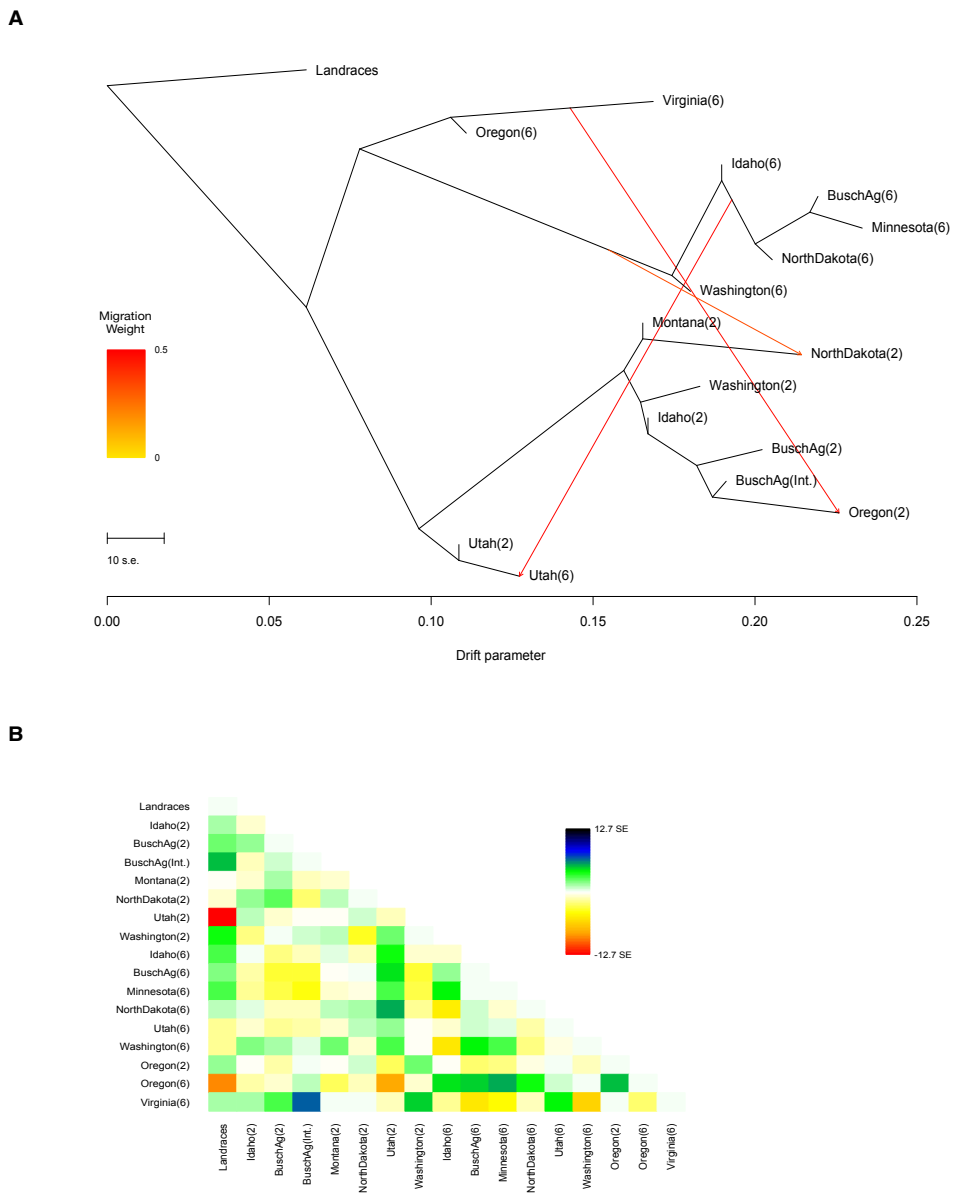 A
Landraces
Virginia(6)
Oregon(6)
Idaho(6)
BuschAg(6)
Minnesota(6)
NorthDakota(6)
Washington(6)
Montana(2)
NorthDakota(2)
Washington(2)
Idaho(2)
BuschAg(2)
BuschAg(Int.)
Oregon(2)
Utah(2)
Utah(6)
Migration
Weight
0.5
0
10 s.e.
0.00 0.05 0.10 0.15 0.20 0.25
Drift parameter
B
Landraces
Idaho(2)
BuschAg(2)
BuschAg(Int.)
Montana(2)
NorthDakota(2)
Utah(2)
Washington(2)
Idaho(6)
BuschAg(6)
Minnesota(6)
NorthDakota(6)
Utah(6)
Washington(6)
Oregon(2)
Oregon(6)
Virginia(6)
12.7 SE
-12.7 SE
Landraces
Idaho(2)
BuschAg(2)
BuschAg(Int.)
Montana(2)
NorthDakota(2)
Utah(2)
Washington(2)
Idaho(6)
BuschAg(6)
Minnesota(6)
NorthDakota(6)
Utah(6)
Washington(6)
Oregon(2)
Oregon(6)
Virginia(6)